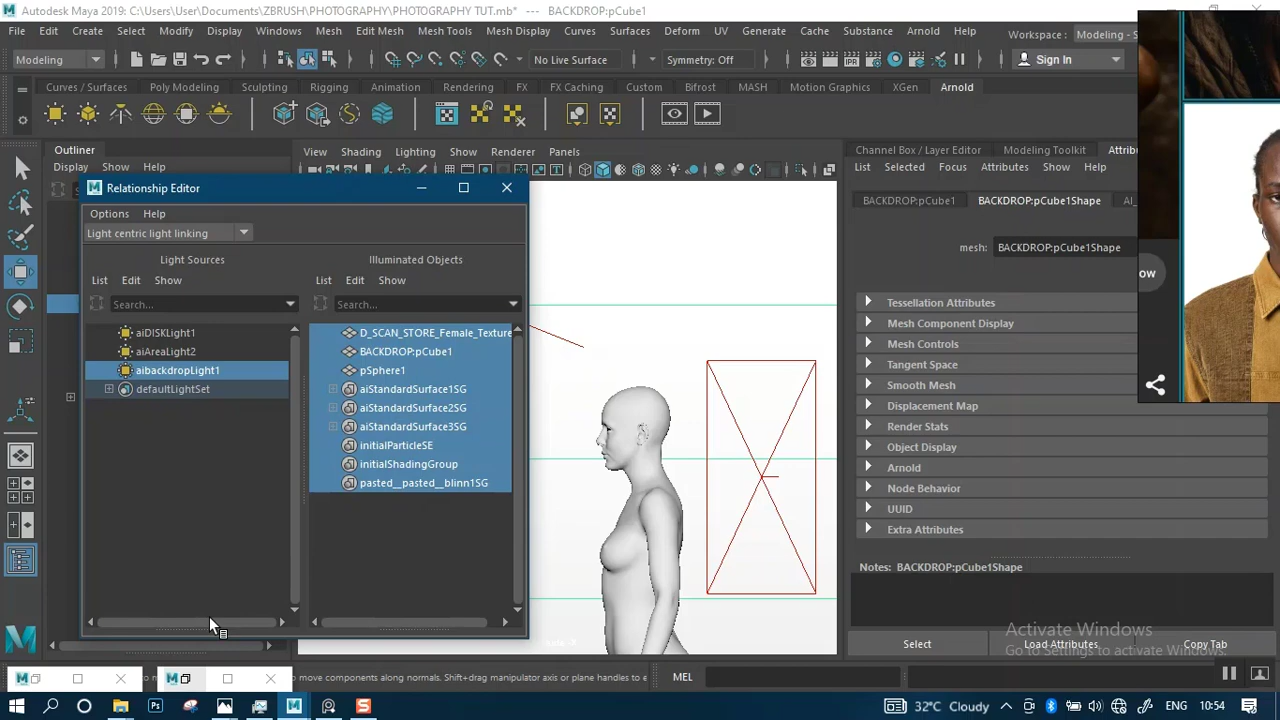 Autodesk Maya 2019: C:\Users\User\Documents\ZBRUSH\PHOTOGRAPHY\PHOTOGRAPHY TUT.mb* --- BACKDROP:pCube1
File Edit Create Select Modify Display Windows Mesh Edit Mesh Mesh Tools Mesh Display Curves Surfaces Deform UV Generate Cache Substance Arnold Help Workspace : Modeling - S
Modeling No Live Surface Symmetry: Off Sign In
Curves / Surfaces Poly Modeling Sculpting Rigging Animation Rendering FX FX Caching Custom Bifrost MASH Motion Graphics XGen Arnold
IPR
Outliner
Display Show Help
View Shading Lighting Show Renderer Panels
Channel Box / Layer Editor Modeling Toolkit Attri
List Selected Focus Attributes Show Help
Relationship Editor
Options Help
Light centric light linking
Light Sources Illuminated Objects
List Edit Show List Edit Show
Search... Search...
aiDISKLight1
aiAreaLight2
aibackdropLight1
defaultLightSet
D_SCAN_STORE_Female_Texture
BACKDROP:pCube1
pSphere1
aiStandardSurface1SG
aiStandardSurface2SG
aiStandardSurface3SG
initialParticleSE
initialShadingGroup
pasted__pasted__blinn1SG
BACKDROP:pCube1 BACKDROP:pCube1Shape AI_
mesh: BACKDROP:pCube1Shape
ow
Tessellation Attributes
Mesh Component Display
Mesh Controls
Tangent Space
Smooth Mesh
Displacement Map
Render Stats
Object Display
Arnold
Node Behavior
UUID
Extra Attributes
Notes: BACKDROP:pCube1Shape
Activate Windows
Go to Settings to activate Windows.
Select Load Attributes Copy Tab
to move components along normals. Shift-drag manipulator axis or plane handles to e
MEL
Ps
32°C Cloudy
ENG
10:54